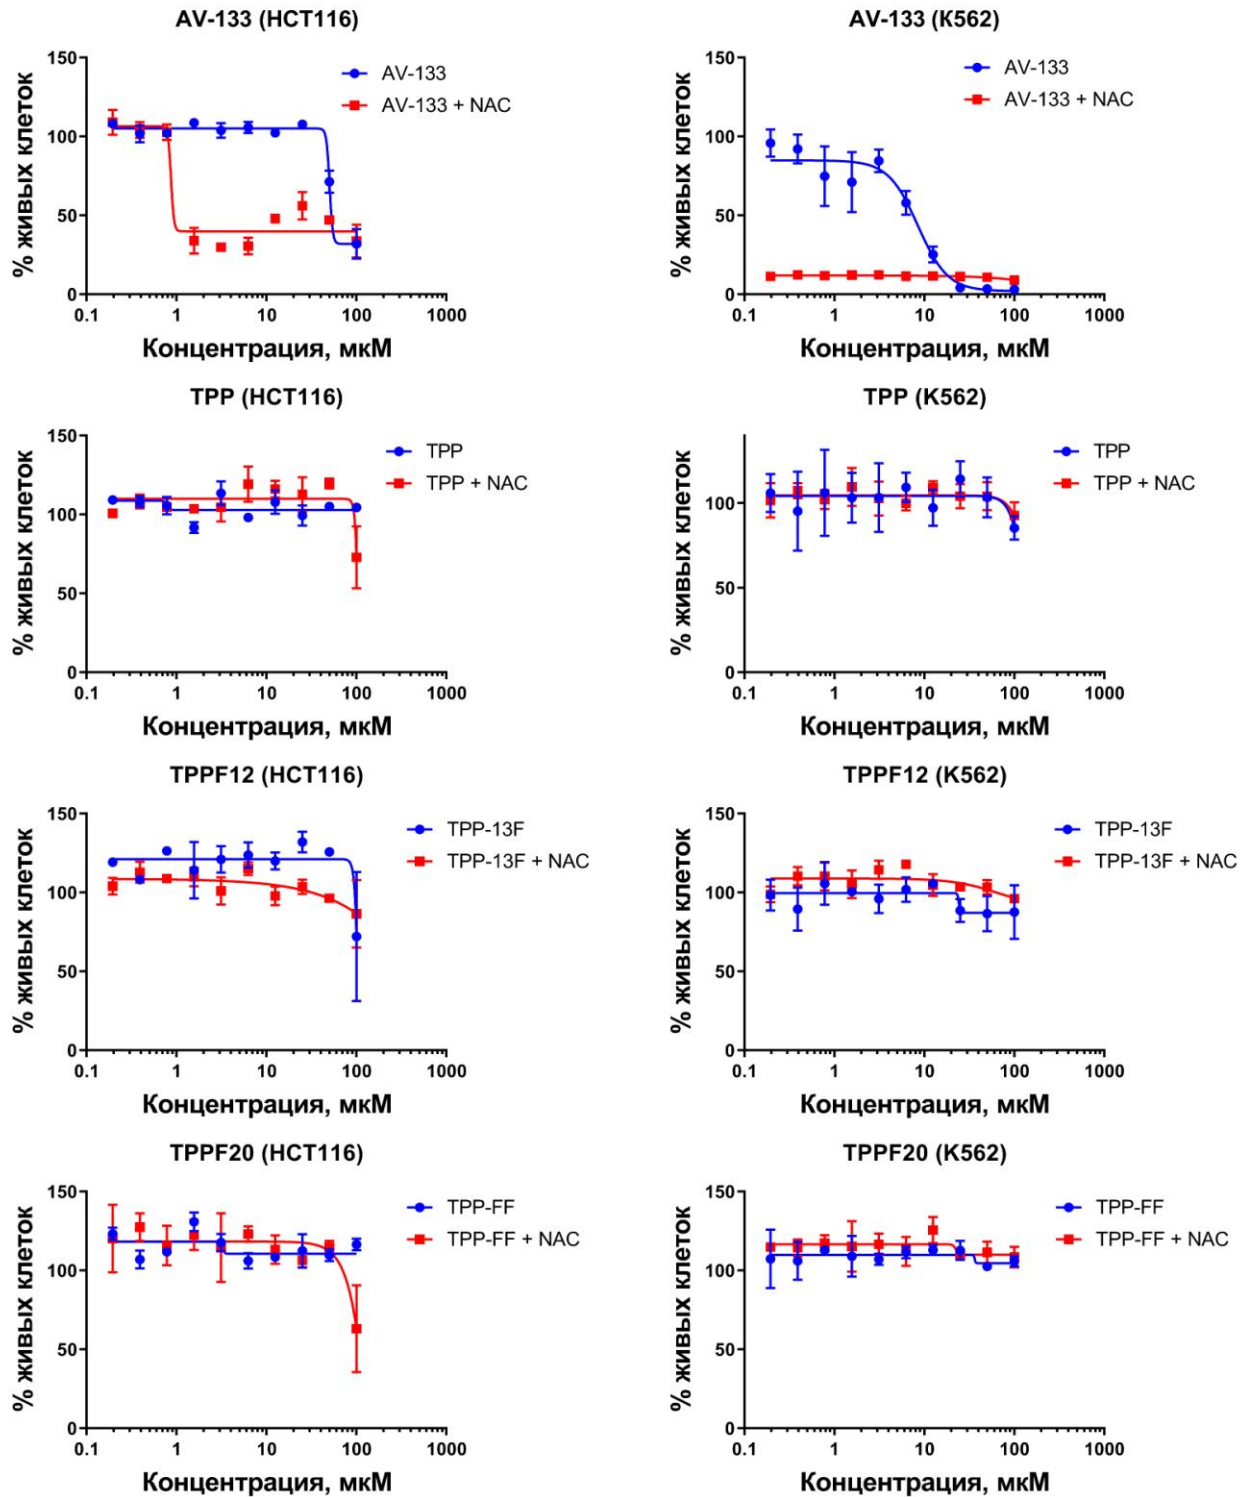 AV-133 (HCT116)
AV-133
AV-133 + NAC
% живых клеток
150
100
50
0
0.1
1
10
100
1000
Концентрация, мкМ
AV-133 (K562)
AV-133
AV-133 + NAC
% живых клеток
150
100
50
0
0.1
1
10
100
1000
Концентрация, мкМ
TPP (HCT116)
TPP
TPP + NAC
% живых клеток
150
100
50
0
0.1
1
10
100
1000
Концентрация, мкМ
TPP (K562)
TPP
TPP + NAC
% живых клеток
100
50
0
0.1
1
10
100
1000
Концентрация, мкМ
TPPF12 (HCT116)
TPP-13F
TPP-13F + NAC
% живых клеток
150
100
50
0
0.1
1
10
100
1000
Концентрация, мкМ
TPPF12 (K562)
TPP-13F
TPP-13F + NAC
% живых клеток
150
100
50
0
0.1
1
10
100
1000
Концентрация, мкМ
TPPF20 (HCT116)
TPP-FF
TPP-FF + NAC
% живых клеток
150
100
50
0
0.1
1
10
100
1000
Концентрация, мкМ
TPPF20 (K562)
TPP-FF
TPP-FF + NAC
% живых клеток
150
100
50
0
0.1
1
10
100
1000
Концентрация, мкМ